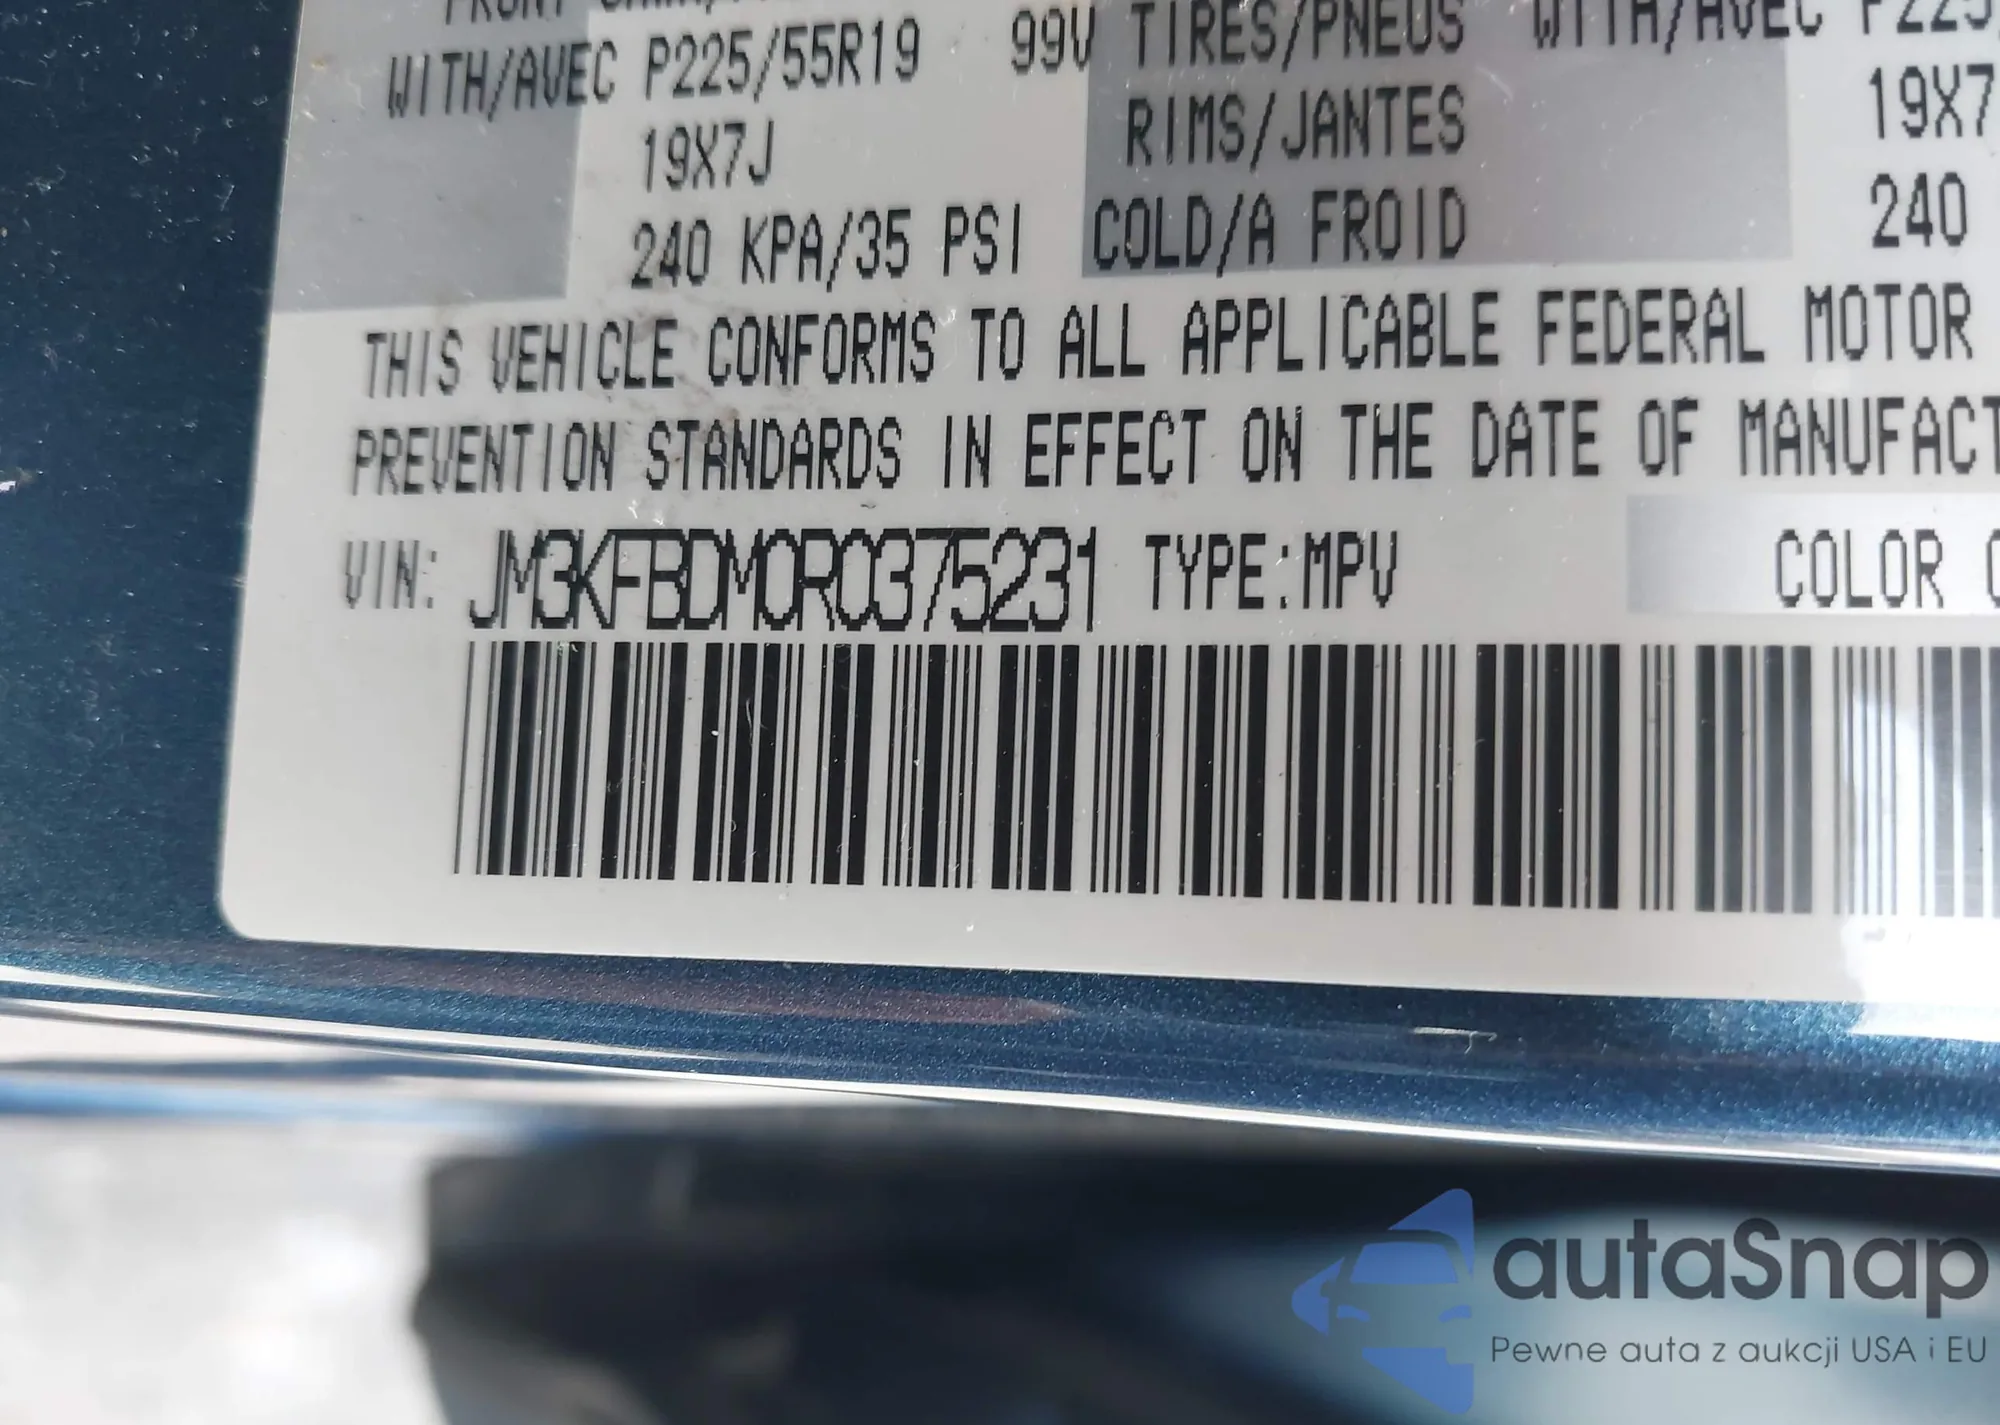 FRONT
WITH/AVEC P225/55R19 99V TIRES/PNEUS WITH/AVEC P225
19X7J RIMS/JANTES 19X7
240 KPA/35 PSI COLD/A FROID 240
THIS VEHICLE CONFORMS TO ALL APPLICABLE FEDERAL MOTOR
PREVENTION STANDARDS IN EFFECT ON THE DATE OF MANUFACT
VIN: JM3KFBDM0R0375231 TYPE:MPV COLOR
autaSnap
Pewne auta z aukcji USA i EU